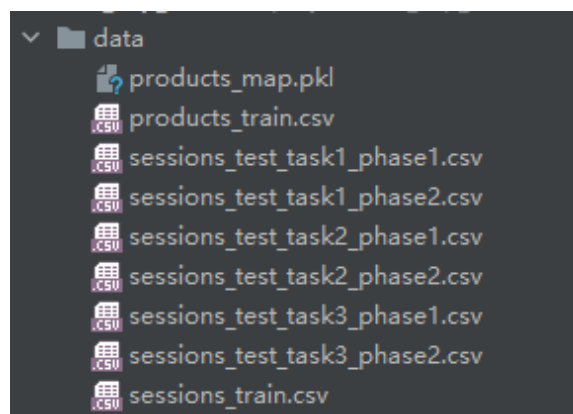 data
products_map.pkl
products_train.csv
sessions_test_task1_phase1.csv
sessions_test_task1_phase2.csv
sessions_test_task2_phase1.csv
sessions_test_task2_phase2.csv
sessions_test_task3_phase1.csv
sessions_test_task3_phase2.csv
sessions_train.csv